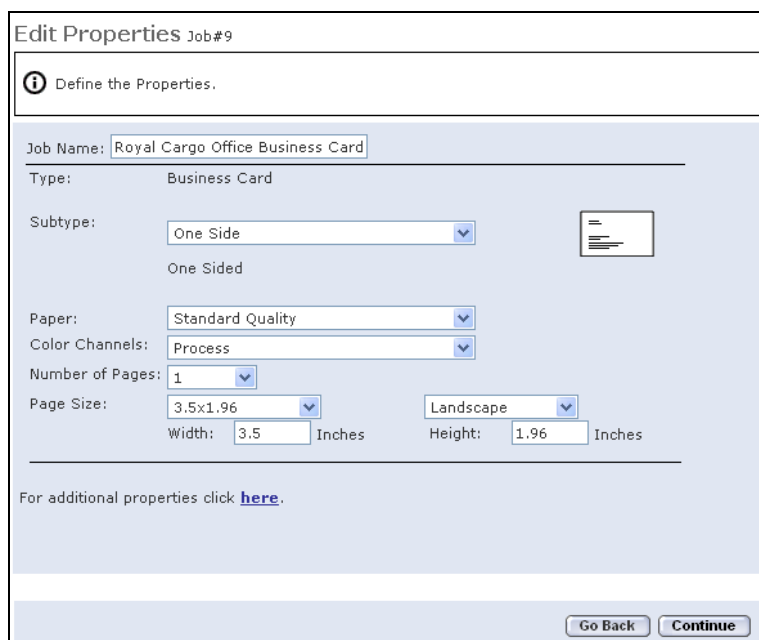 Edit Properties Job#9
Define the Properties.
Job Name: Royal Cargo Office Business Card
Type: Business Card
Subtype: One Side
One Sided
Paper: Standard Quality
Color Channels: Process
Number of Pages: 1
Page Size: 3.5x1.96 Landscape
Width: 3.5 Inches Height: 1.96 Inches
For additional properties click here.
Go Back Continue